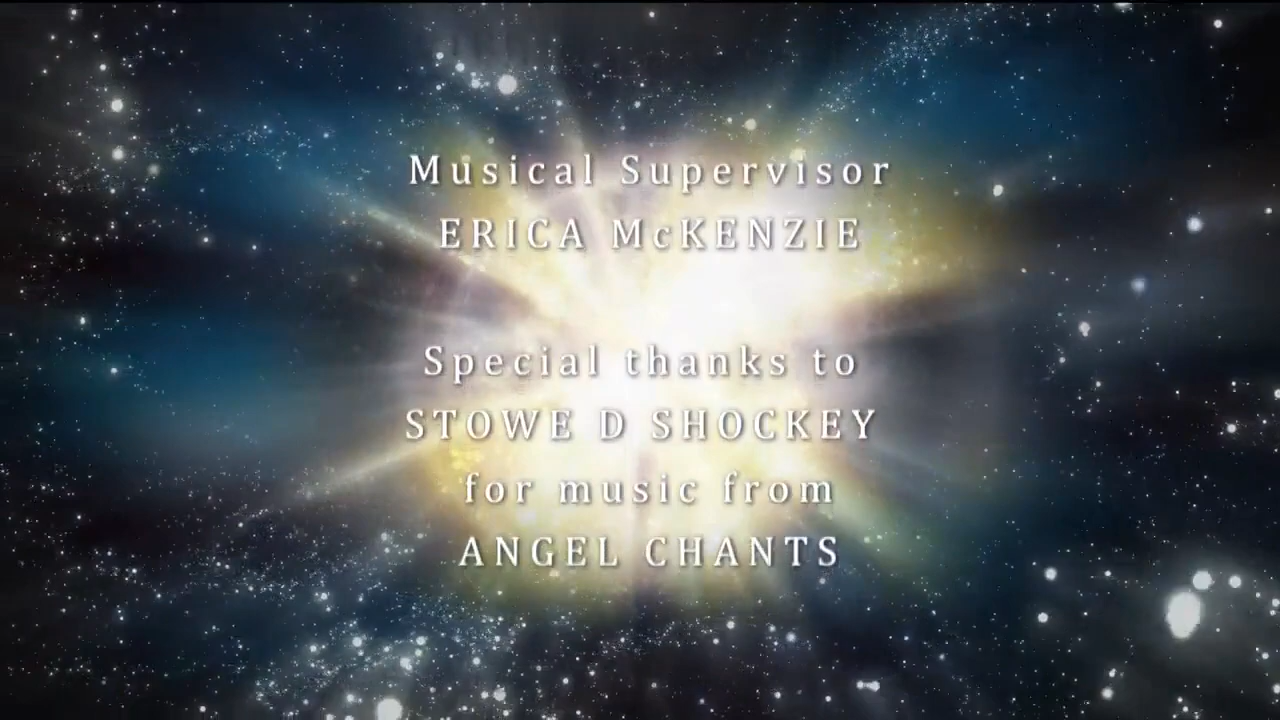 Musical Supervisor
ERICA McKENZIE
Special thanks to
STOWE D SHOCKEY
for music from
ANGEL CHANTS